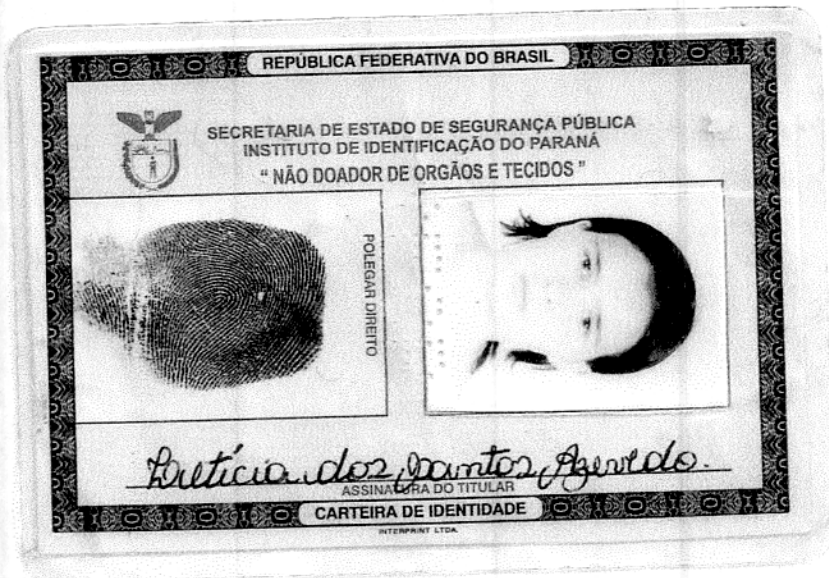 REPÚBLICA FEDERATIVA DO BRASIL
SECRETARIA DE ESTADO DE SEGURANÇA PÚBLICA
INSTITUTO DE IDENTIFICAÇÃO DO PARANÁ
“ NÃO DOADOR DE ORGÃOS E TECIDOS ”
POLEGAR DIREITO
Laetícia dos Santos Azevedo.
ASSINATURA DO TITULAR
CARTEIRA DE IDENTIDADE
INTERPRINT LTDA.